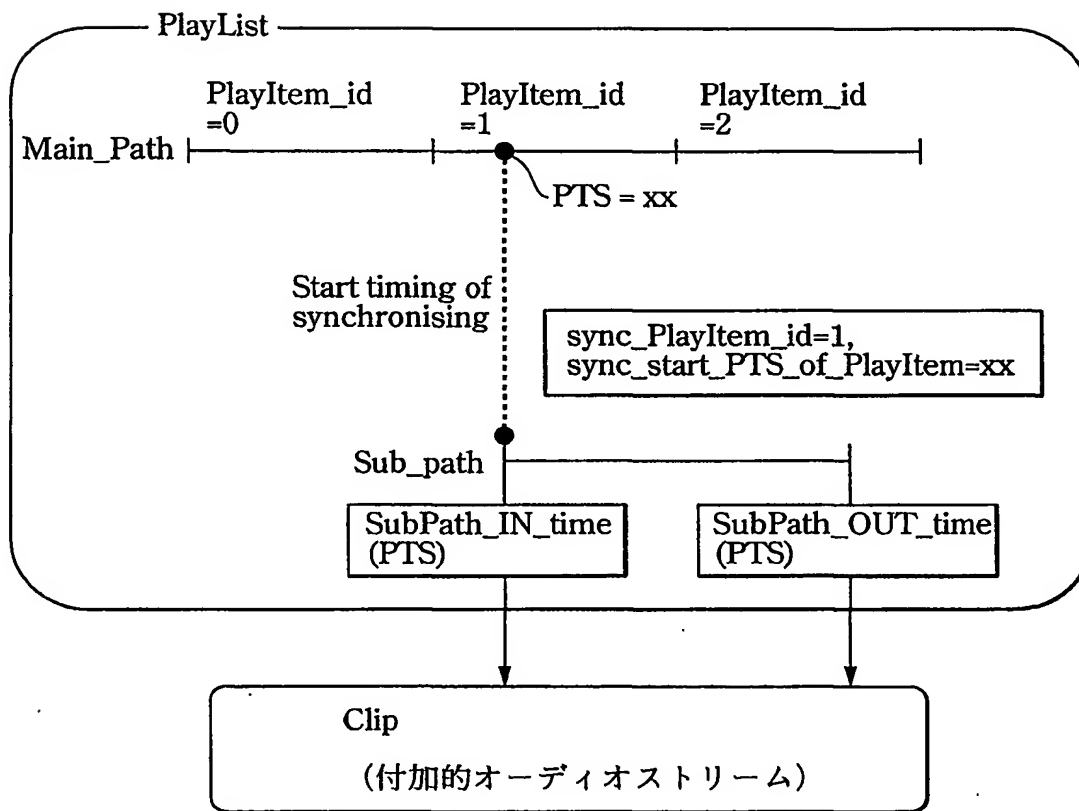 PlayList
PlayItem_id
=0
PlayItem_id
=1
PlayItem_id
=2
Main_Path
PTS = xx
Start timing of
synchronising
sync_PlayItem_id=1,
sync_start_PTS_of_PlayItem=xx
Sub_path
SubPath_IN_time
(PTS)
SubPath_OUT_time
(PTS)
Clip
(付加的オーディオストリーム)